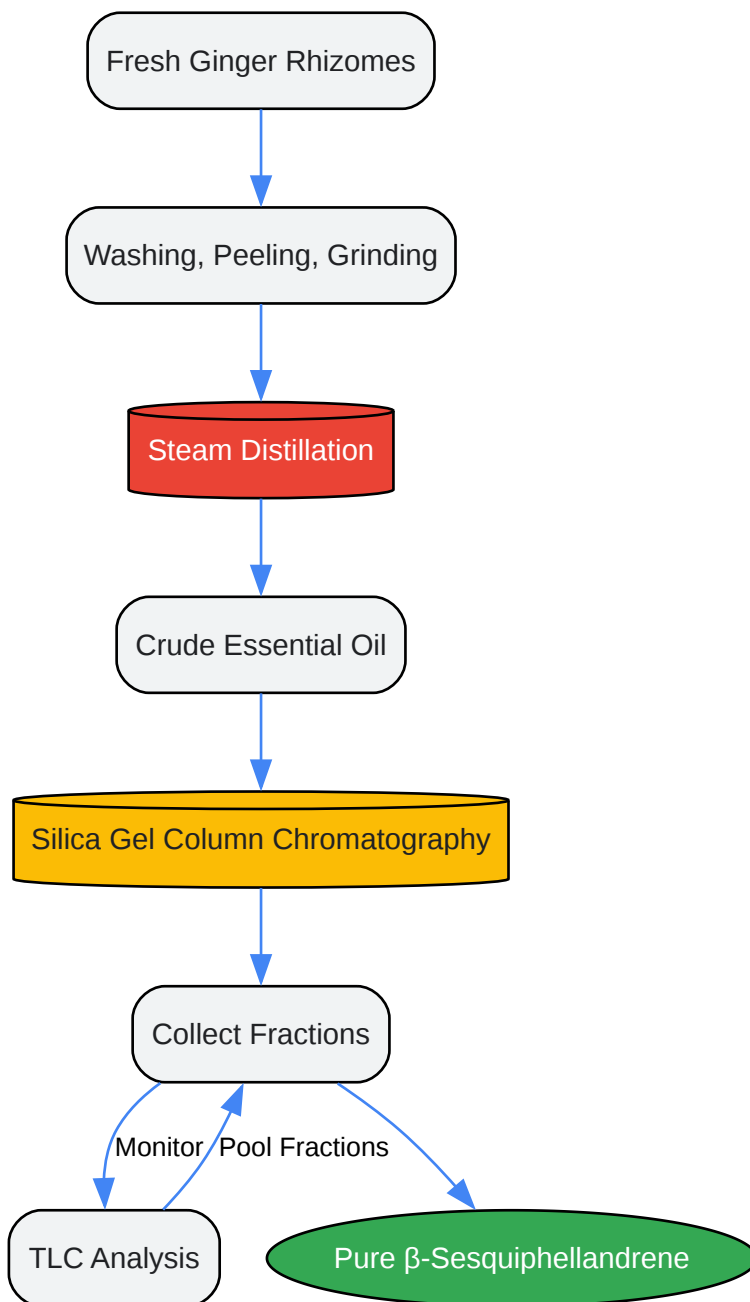 Fresh Ginger Rhizomes
Washing, Peeling, Grinding
Steam Distillation
Crude Essential Oil
Silica Gel Column Chromatography
Collect Fractions
Monitor
Pool Fractions
TLC Analysis
Pure β-Sesquiphellandrene